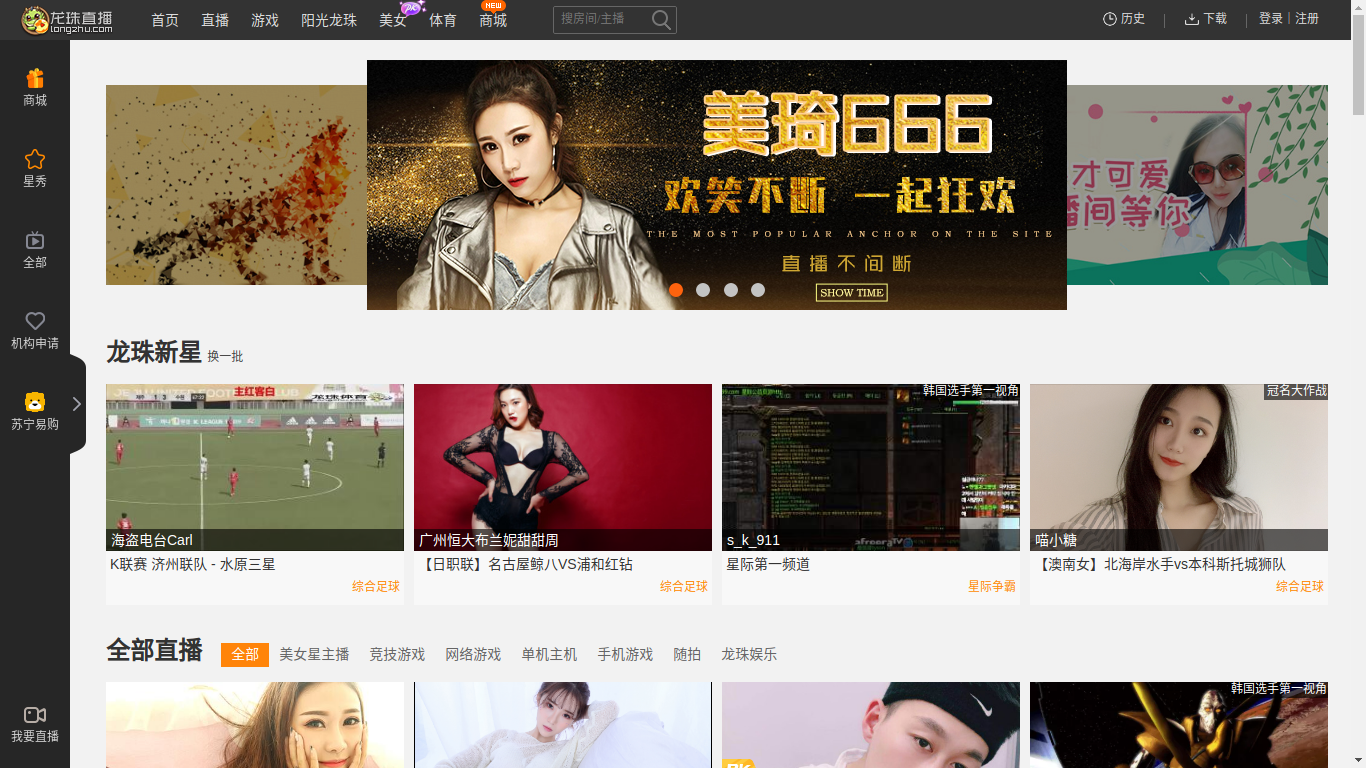 龙珠直播
longzhu.com
首页
直播
游戏
阳光龙珠
美女
PK
体育
商城
NEW
搜房间/主播
历史
下载
登录
注册
商城
星秀
全部
机构申请
苏宁易购
我要直播
美琦666
欢笑不断 一起狂欢
THE MOST POPULAR ANCHOR ON THE SITE
直播不间断
SHOW TIME
才可爱
播间等你
龙珠新星 换一批
主红客白
海盗电台Carl
K联赛 济州联队 - 水原三星
综合足球
广州恒大布兰妮甜甜周
【日职联】名古屋鲸八VS浦和红钻
综合足球
韩国选手第一视角
s_k_911
星际第一频道
星际争霸
冠名大作战
喵小糖
【澳南女】北海岸水手vs本科斯托城狮队
综合足球
全部直播
全部
美女星主播
竞技游戏
网络游戏
单机主机
手机游戏
随拍
龙珠娱乐
韩国选手第一视角